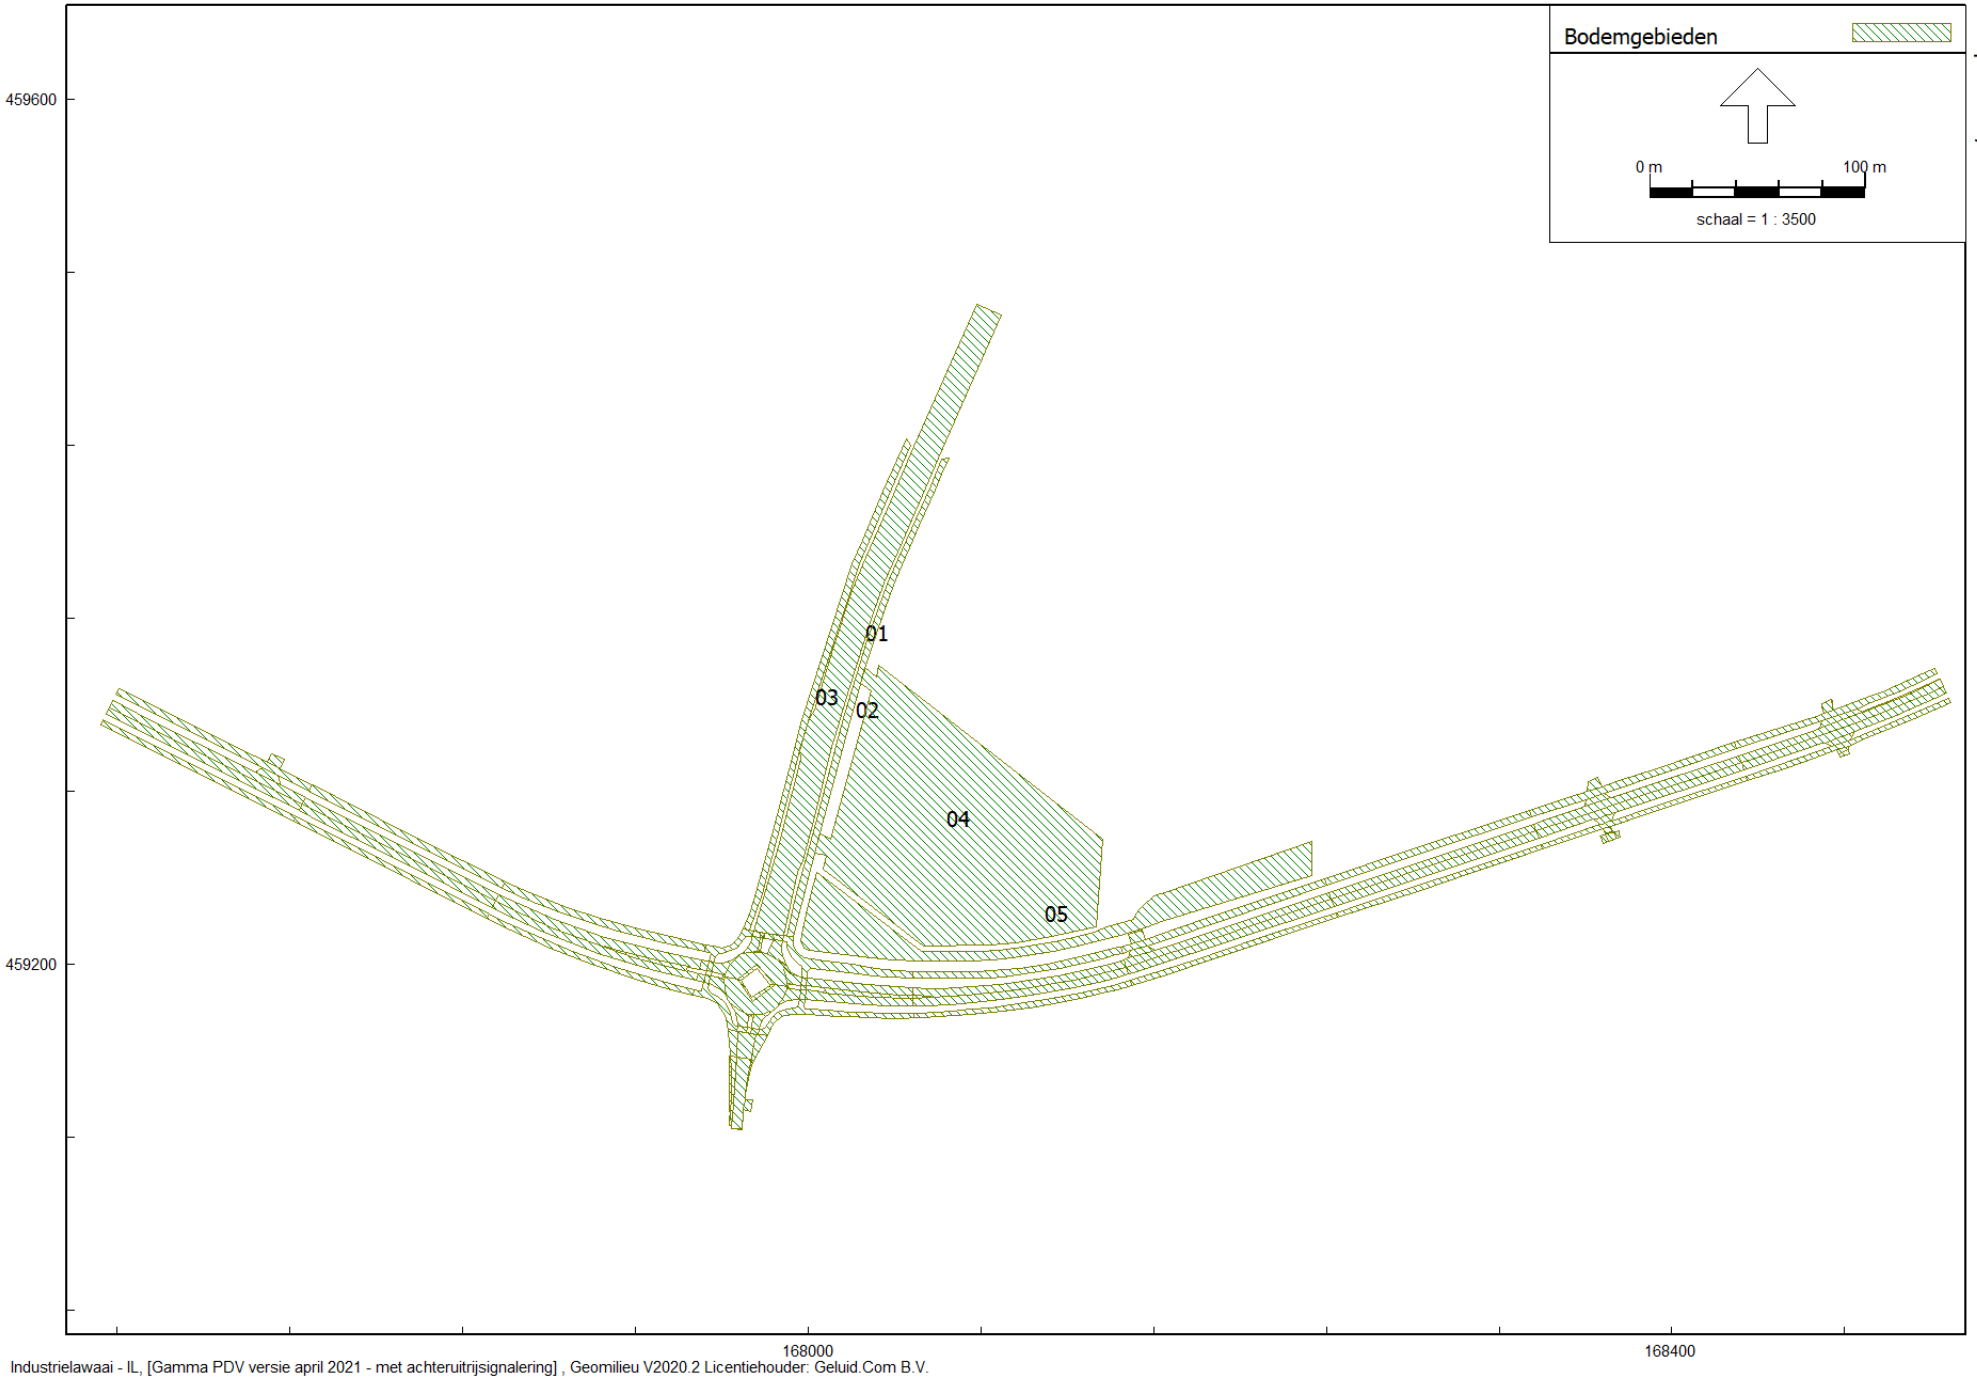 Bodemgebieden
459600
0 m 100 m
schaal = 1 : 3500
01
03
02
04
05
459200
168000 168400
Industrielawaai - IL, [Gamma PDV versie april 2021 - met achteruitrijsignalering] , Geomilieu V2020.2 Licentiehouder: Geluid.Com B.V.